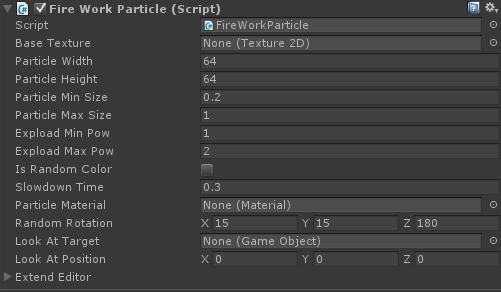 Fire Work Particle (Script)
Script FireWorkParticle
Base Texture None (Texture 2D)
Particle Width 64
Particle Height 64
Particle Min Size 0.2
Particle Max Size 1
Expload Min Pow 1
Expload Max Pow 2
Is Random Color
Slowdown Time 0.3
Particle Material None (Material)
Random Rotation X 15 Y 15 Z 180
Look At Target None (Game Object)
Look At Position X 0 Y 0 Z 0
Extend Editor